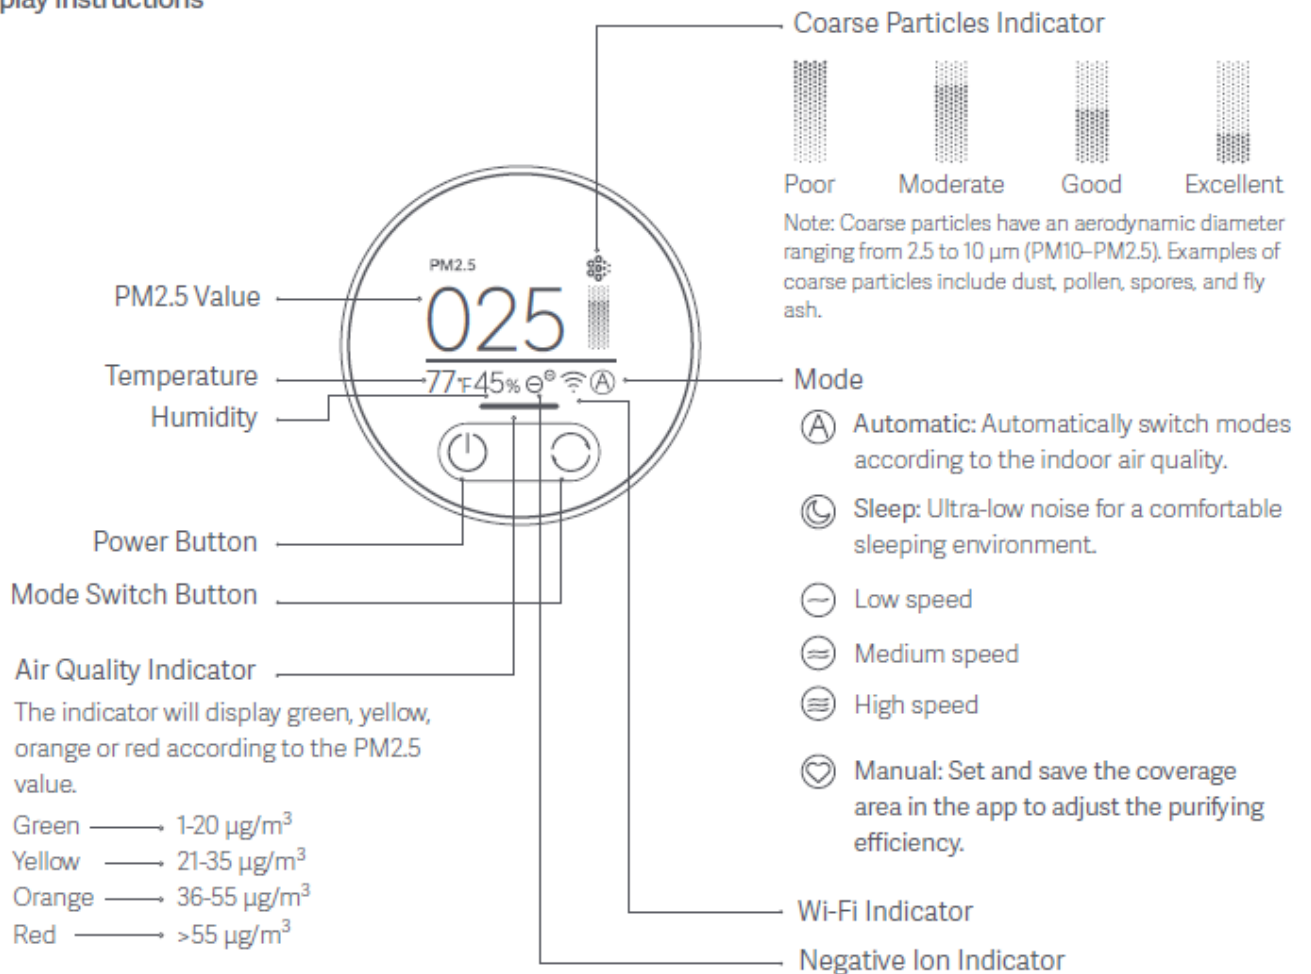 play Instructions
Coarse Particles Indicator
Poor Moderate Good Excellent
Note: Coarse particles have an aerodynamic diameter
ranging from 2.5 to 10 μm (PM10–PM2.5). Examples of
coarse particles include dust, pollen, spores, and fly
ash.
PM2.5
025
77°F 45%
A
PM2.5 Value
Temperature
Humidity
Power Button
Mode Switch Button
Air Quality Indicator
The indicator will display green, yellow,
orange or red according to the PM2.5
value.
Green 1-20 μg/m³
Yellow 21-35 μg/m³
Orange 36-55 μg/m³
Red >55 μg/m³
Mode
A Automatic: Automatically switch modes
according to the indoor air quality.
Sleep: Ultra-low noise for a comfortable
sleeping environment.
Low speed
Medium speed
High speed
Manual: Set and save the coverage
area in the app to adjust the purifying
efficiency.
Wi-Fi Indicator
Negative Ion Indicator